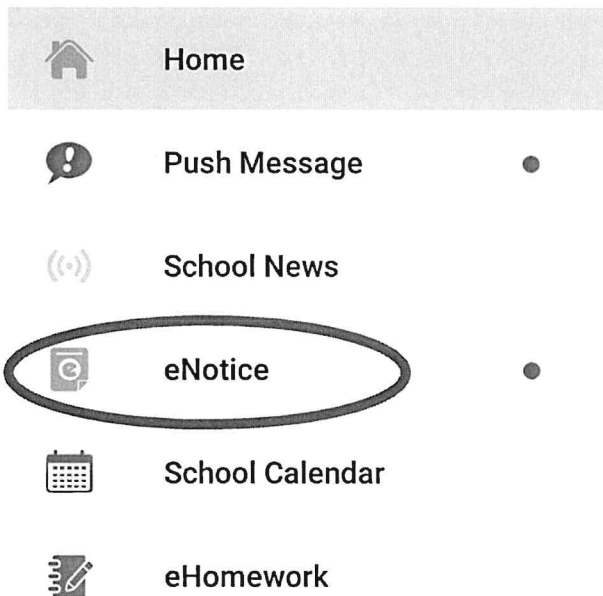 Home
Push Message
School News
eNotice
School Calendar
eHomework